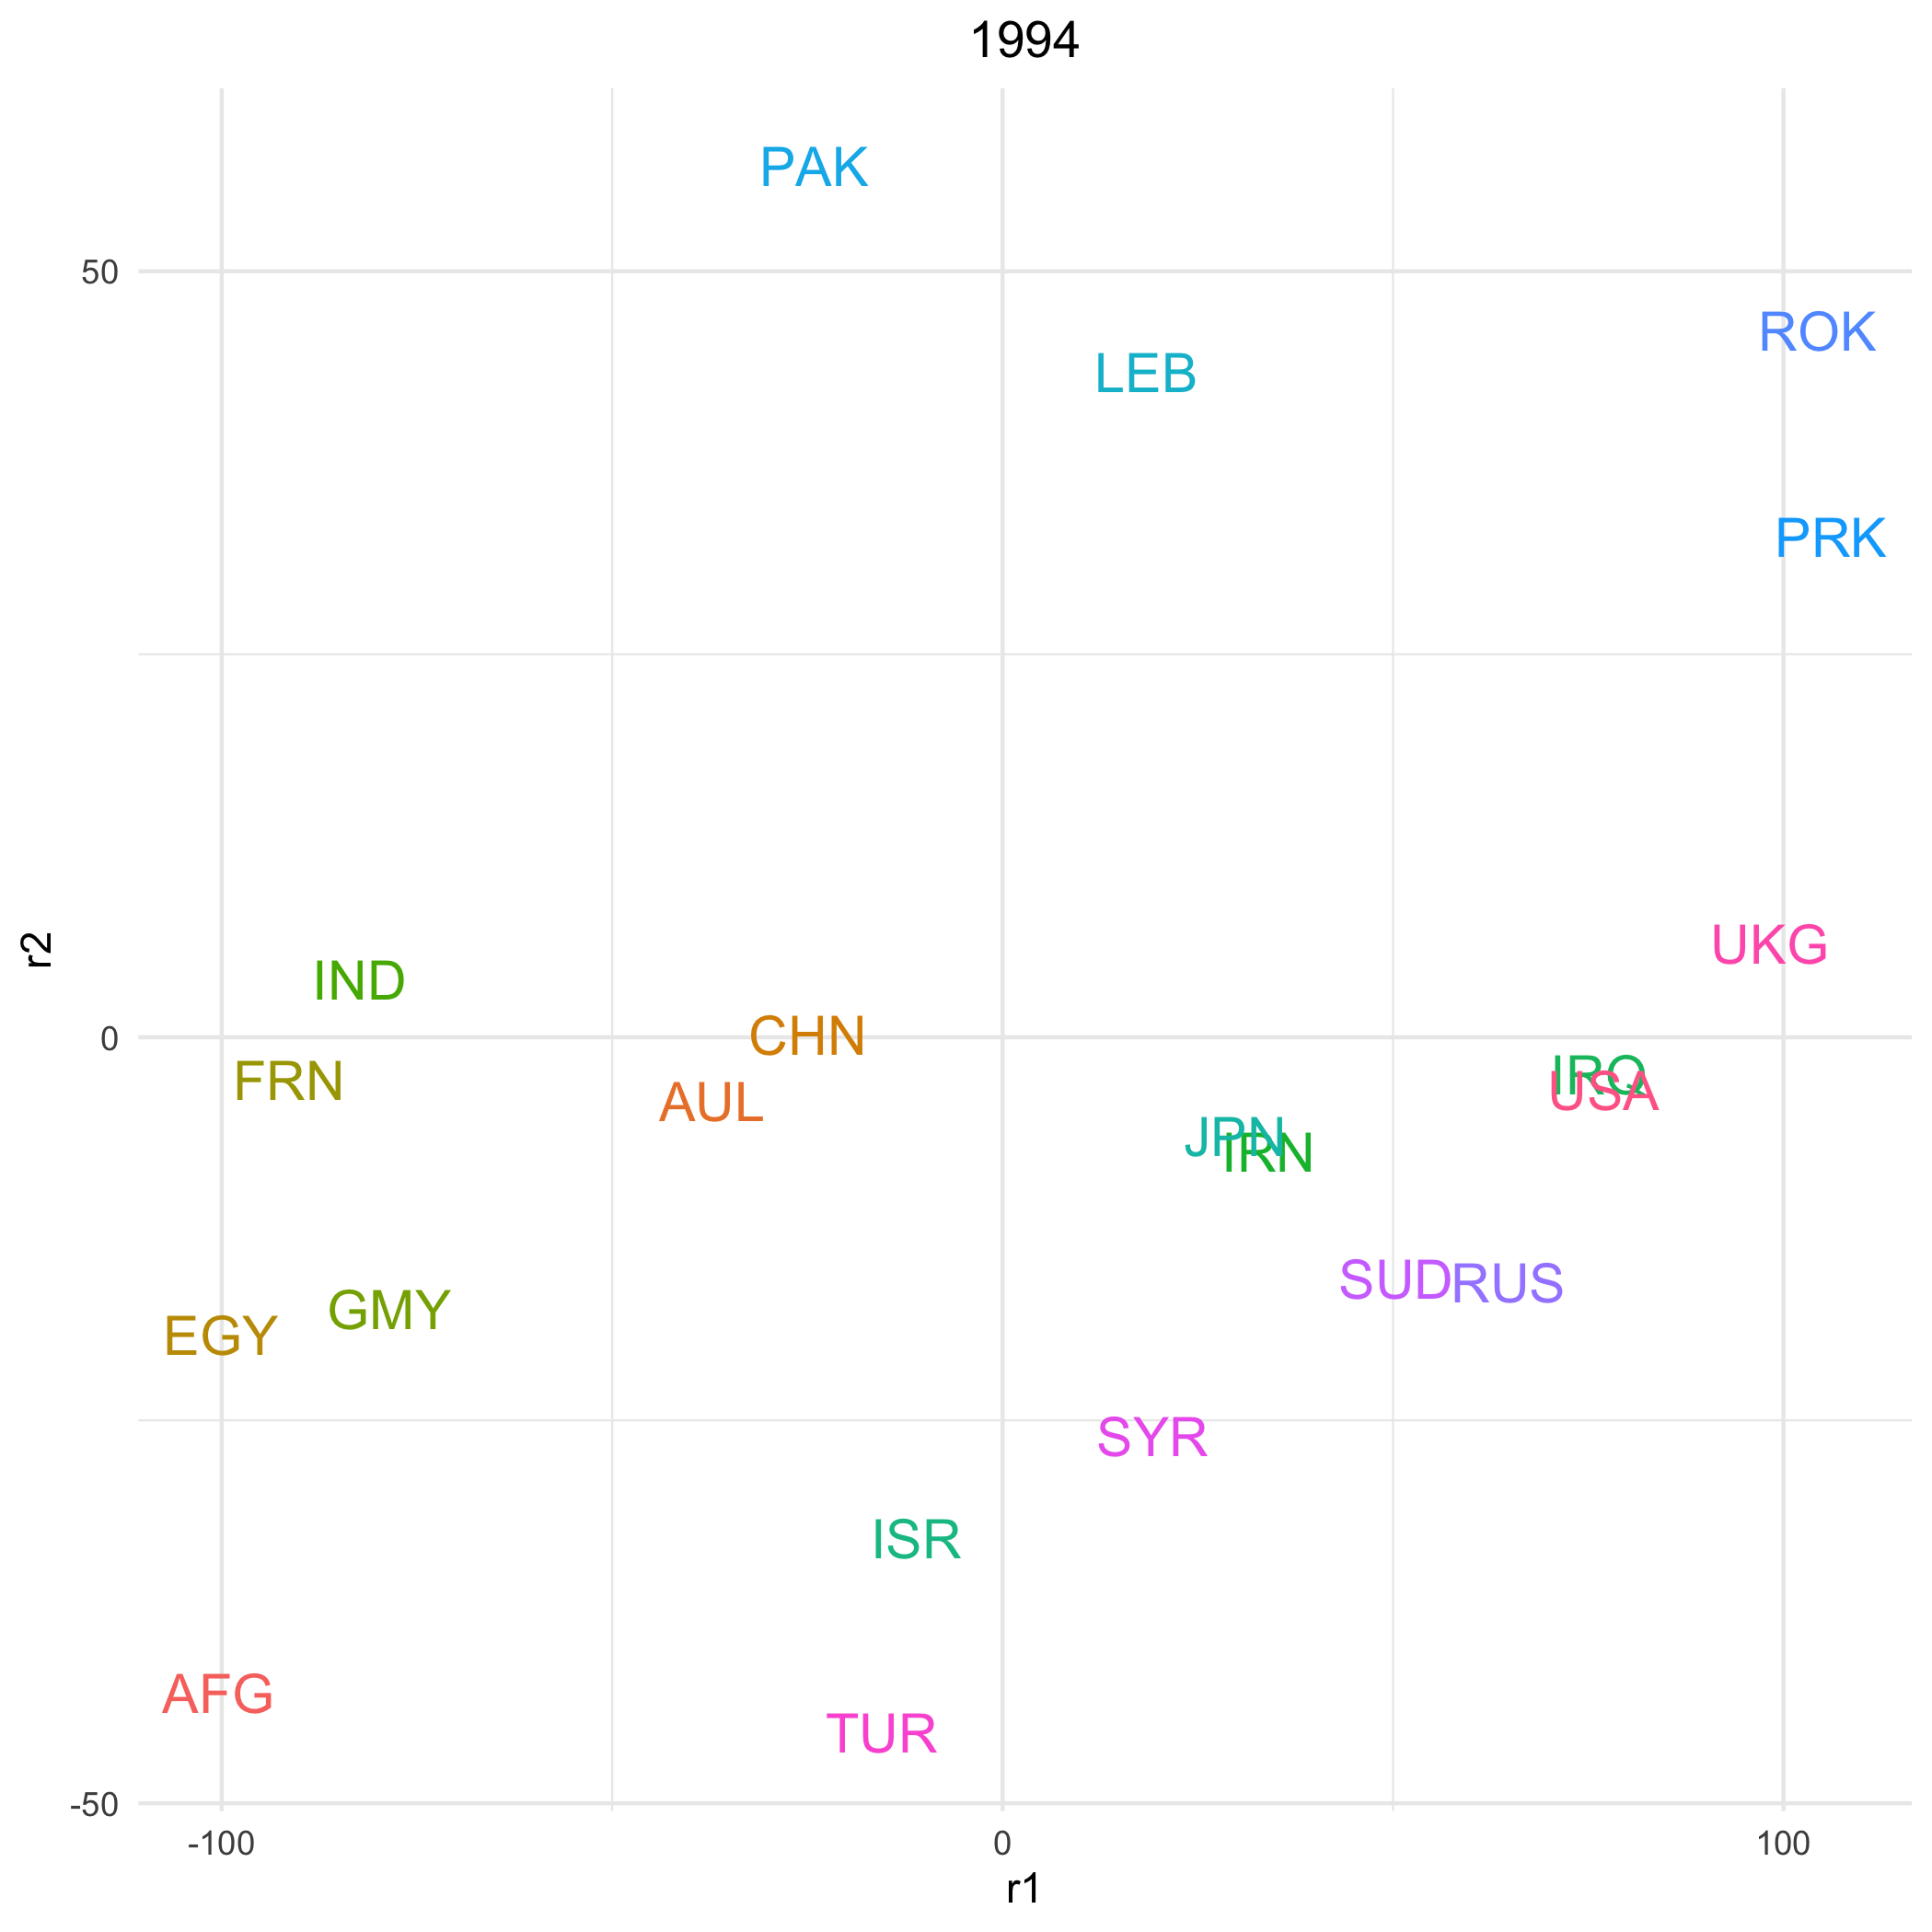 1994
PAK
50
ROK
LEB
PRK
r2
UKG
IND
0
CHN
FRN
IRQ
USA
AUL
JPN
IRN
SUD
RUS
GMY
EGY
SYR
ISR
AFG
TUR
-50
-100
0
100
r1